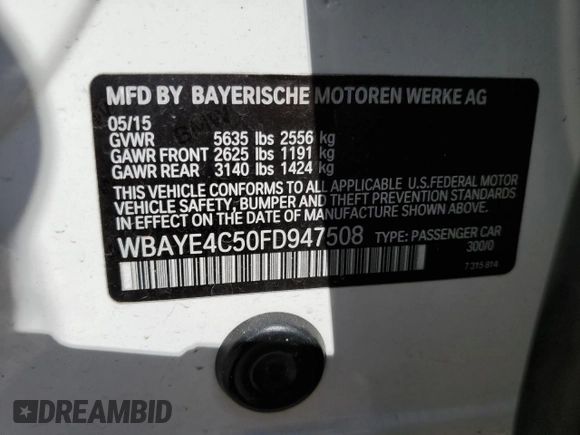 MFD BY BAYERISCHE MOTOREN WERKE AG
05/15
GVWR 5635 lbs 2556 kg
GAWR FRONT 2625 lbs 1191 kg
GAWR REAR 3140 lbs 1424 kg
THIS VEHICLE CONFORMS TO ALL APPLICABLE U.S.FEDERAL MOTOR
VEHICLE SAFETY, BUMPER AND THEFT PREVENTION STANDARDS
IN EFFECT ON THE DATE OF MANUFACTURE SHOWN ABOVE.
WBAYE4C50FD947508 TYPE: PASSENGER CAR
300/0
7315814
DREAMBID